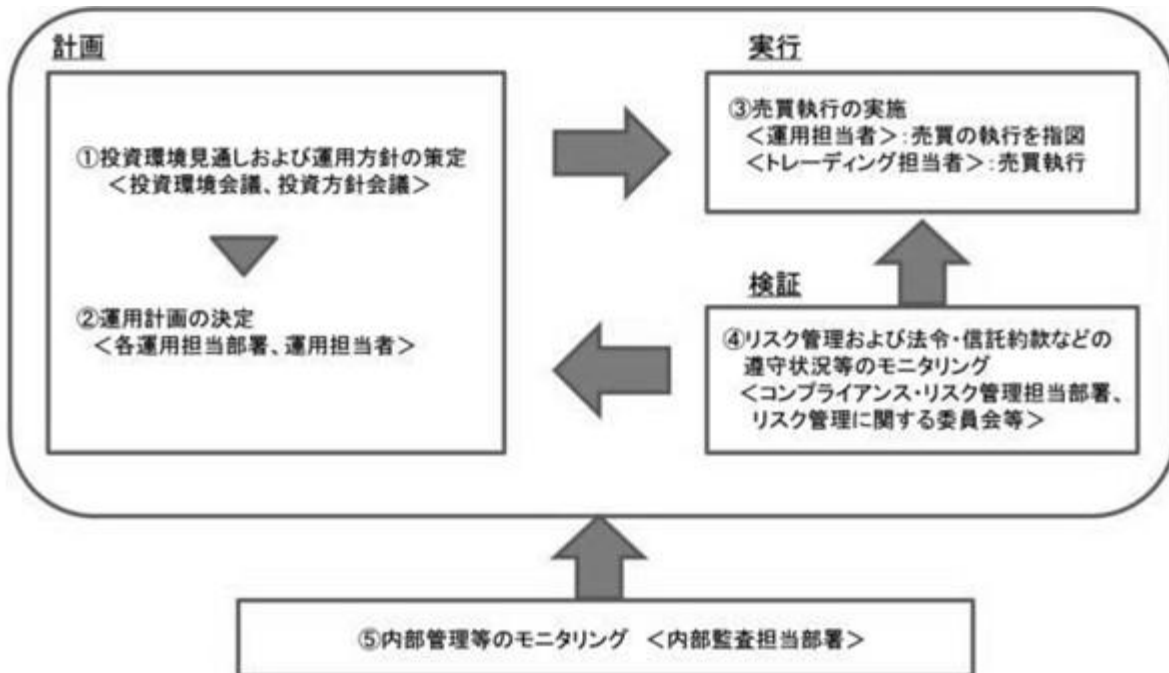 計画
①投資環境見通しおよび運用方針の策定
＜投資環境会議、投資方針会議＞
②運用計画の決定
＜各運用担当部署、運用担当者＞
実行
③売買執行の実施
＜運用担当者＞：売買の執行を指図
＜トレーディング担当者＞：売買執行
検証
④リスク管理および法令・信託約款などの
遵守状況等のモニタリング
＜コンプライアンス・リスク管理担当部署、
リスク管理に関する委員会等＞
⑤内部管理等のモニタリング ＜内部監査担当部署＞